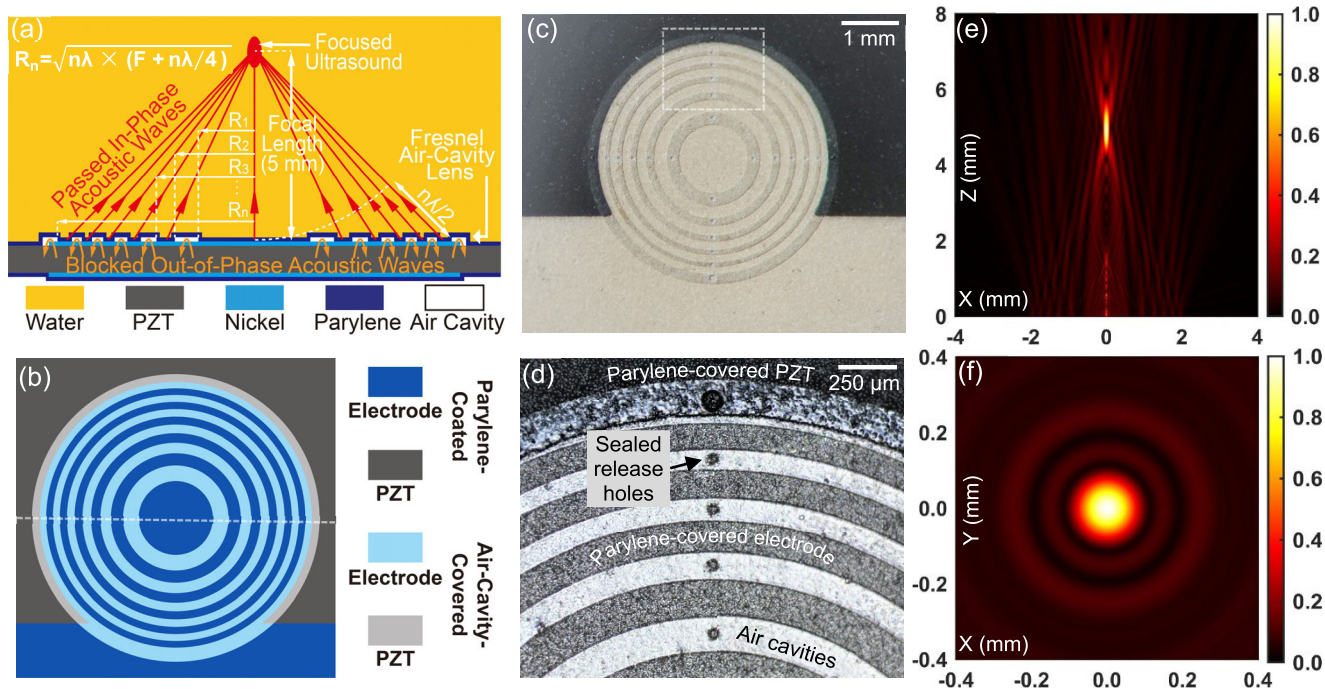 (a)
Rn=√nλ × (F + nλ/4)
Focused
Ultrasound
Passed In-Phase
Acoustic Waves
R1
R2
R3
Rn
Focal
Length
(5 mm)
Fresnel
Air-Cavity
Lens
nλ/2
Blocked Out-of-Phase Acoustic Waves
Water
PZT
Nickel
Parylene
Air Cavity
(b)
Electrode
PZT
Parylene-
Coated
Electrode
PZT
Air-Cavity-
Covered
(c)
1 mm
(d)
Parylene-covered PZT
250 μm
Sealed
release
holes
Parylene-covered electrode
Air cavities
(e)
8
6
4
2
0
Z (mm)
X (mm)
-4
-2
0
2
4
1.0
0.8
0.6
0.4
0.2
0.0
(f)
0.4
0.2
0.0
-0.2
-0.4
Y (mm)
X (mm)
-0.4
-0.2
0.0
0.2
0.4
1.0
0.8
0.6
0.4
0.2
0.0